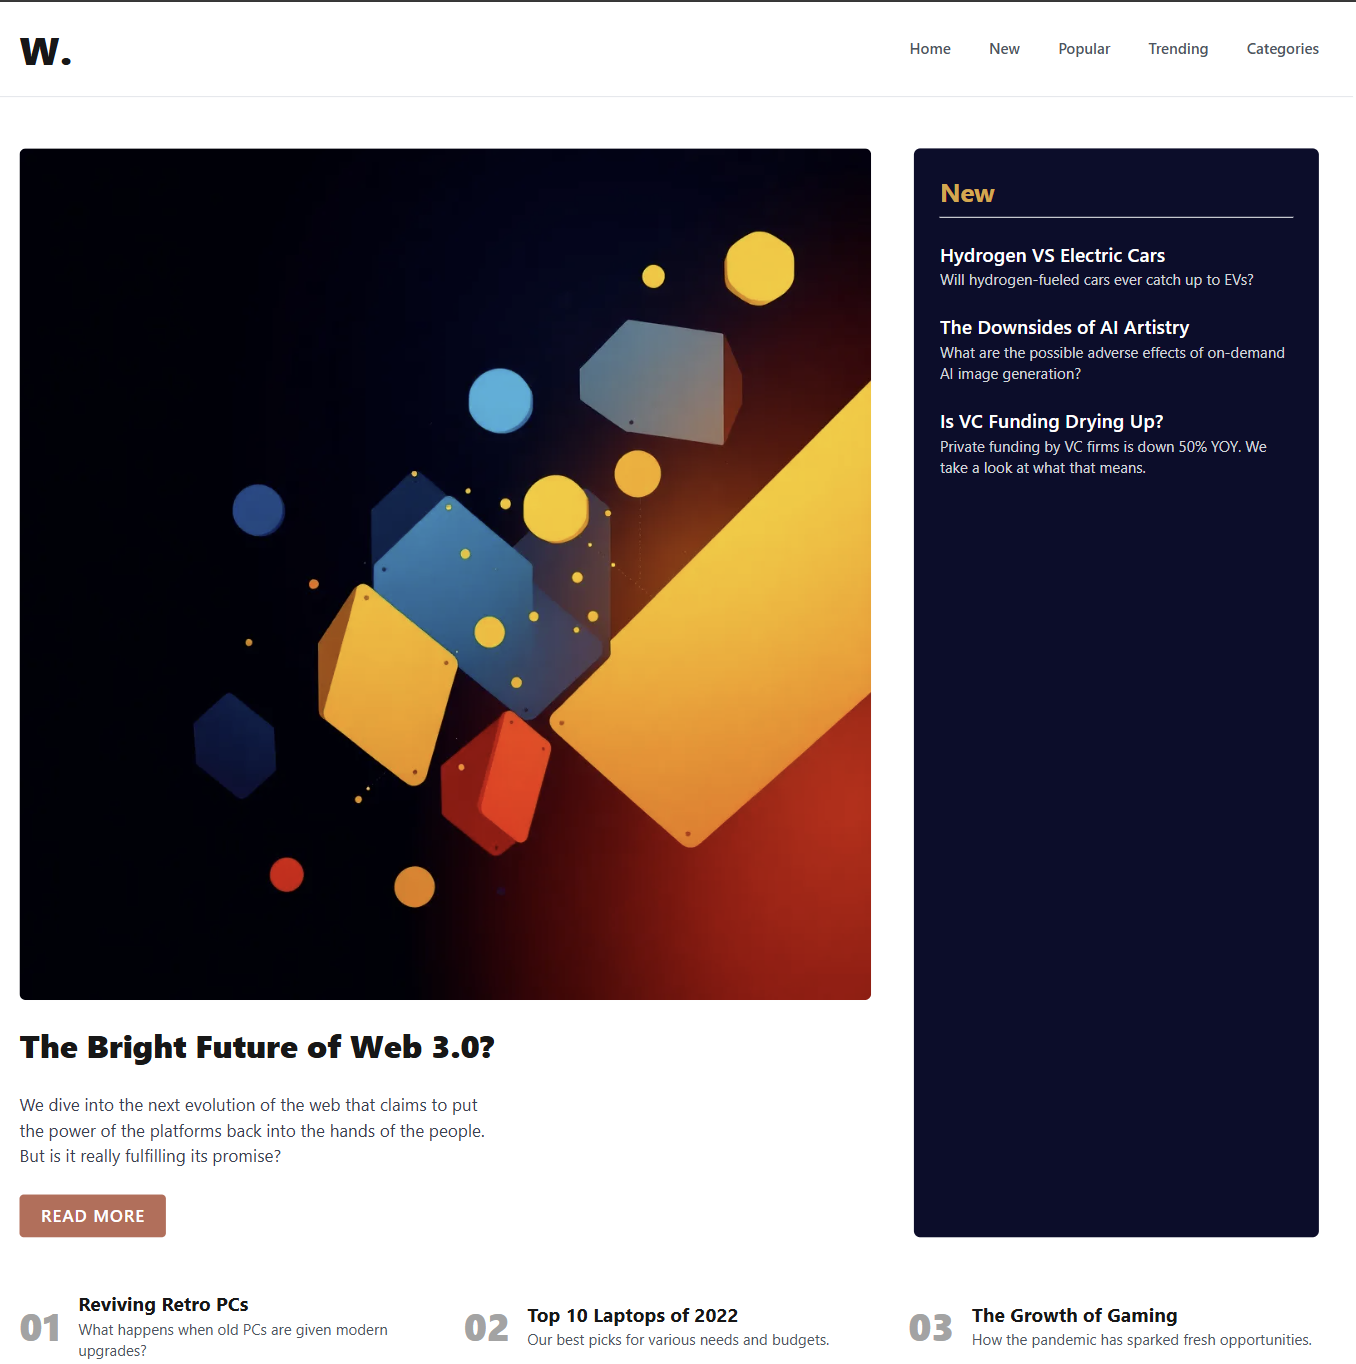 W.
Home New Popular Trending Categories
New
Hydrogen VS Electric Cars
Will hydrogen-fueled cars ever catch up to EVs?
The Downsides of AI Artistry
What are the possible adverse effects of on-demand
AI image generation?
Is VC Funding Drying Up?
Private funding by VC firms is down 50% YOY. We
take a look at what that means.
The Bright Future of Web 3.0?
We dive into the next evolution of the web that claims to put
the power of the platforms back into the hands of the people.
But is it really fulfilling its promise?
READ MORE
01
Reviving Retro PCs
What happens when old PCs are given modern
upgrades?
02
Top 10 Laptops of 2022
Our best picks for various needs and budgets.
03
The Growth of Gaming
How the pandemic has sparked fresh opportunities.